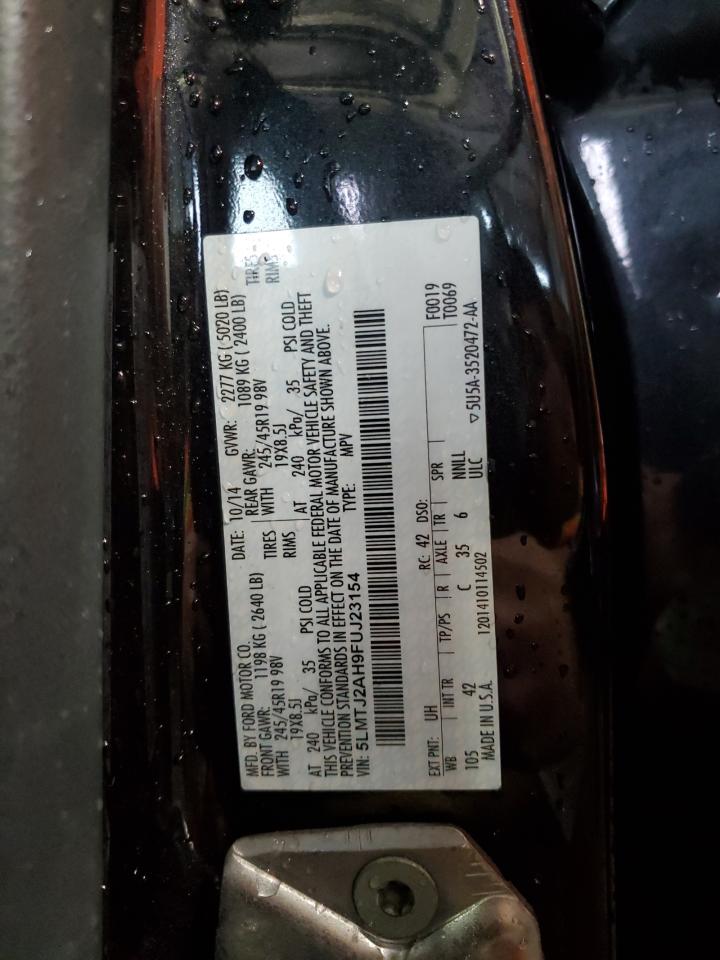 MFD. BY FORD MOTOR CO.
DATE: 10/14 GVWR: 2277 KG ( 5020 LB)
FRONT GAWR: 1198 KG ( 2640 LB) REAR GAWR: 1089 KG ( 2400 LB)
WITH 245/45R19 98V TIRES WITH 245/45R19 98V TIRES
19X8.5J RIMS 19X8.5J RIMS
AT 240 kPa/ 35 PSI COLD AT 240 kPa/ 35 PSI COLD
THIS VEHICLE CONFORMS TO ALL APPLICABLE FEDERAL MOTOR VEHICLE SAFETY AND THEFT
PREVENTION STANDARDS IN EFFECT ON THE DATE OF MANUFACTURE SHOWN ABOVE.
VIN: 5LMTJ2AH9FUJ23154 TYPE: MPV
EXT PNT: UH RC: 42 DSO: F0019
WB INT TR TP/PS R AXLE TR SPR T0069
105 42 C 35 6 NNLL ▽5U5A-3520472-AA
MADE IN U.S.A. 1201410114502 ULC